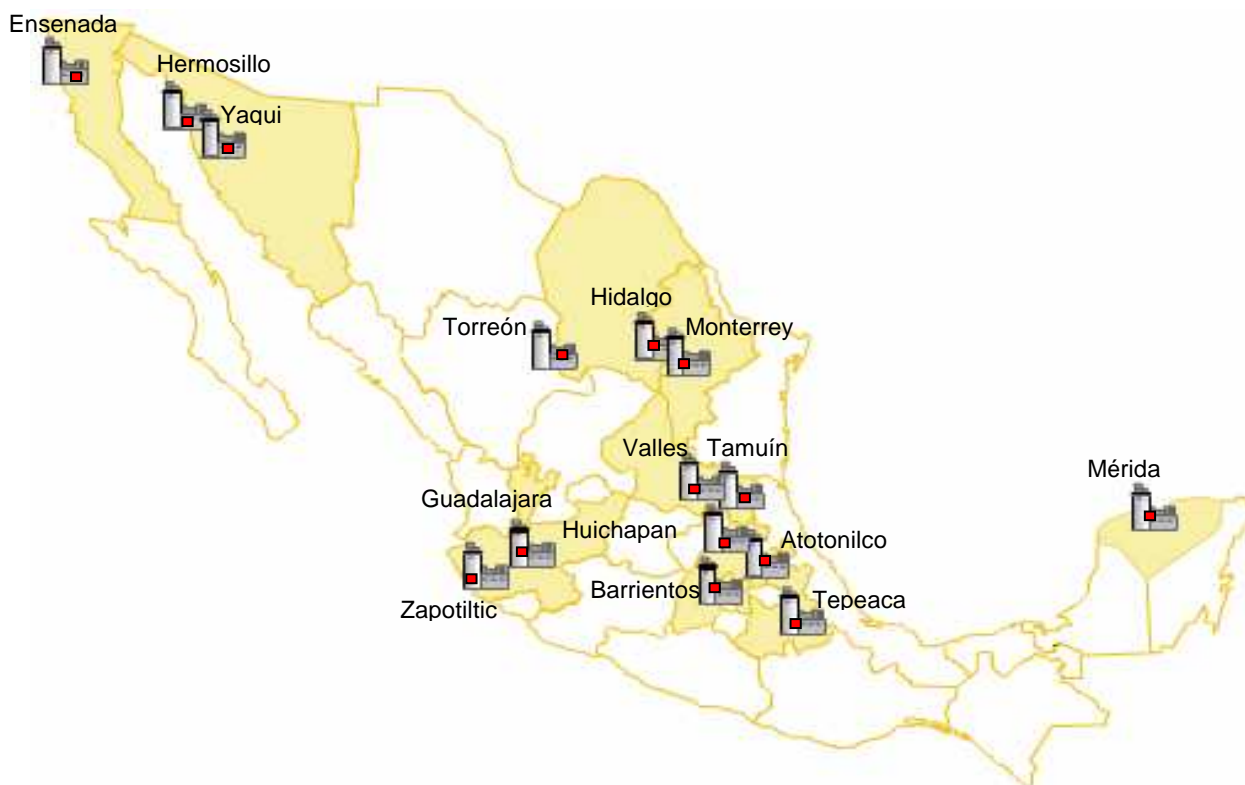 Ensenada
Hermosillo
Yaqui
Hidalgo
Torreón
Monterrey
Valles
Tamuín
Mérida
Guadalajara
Huichapan
Atotonilco
Barrientos
Zapotiltic
Tepeaca